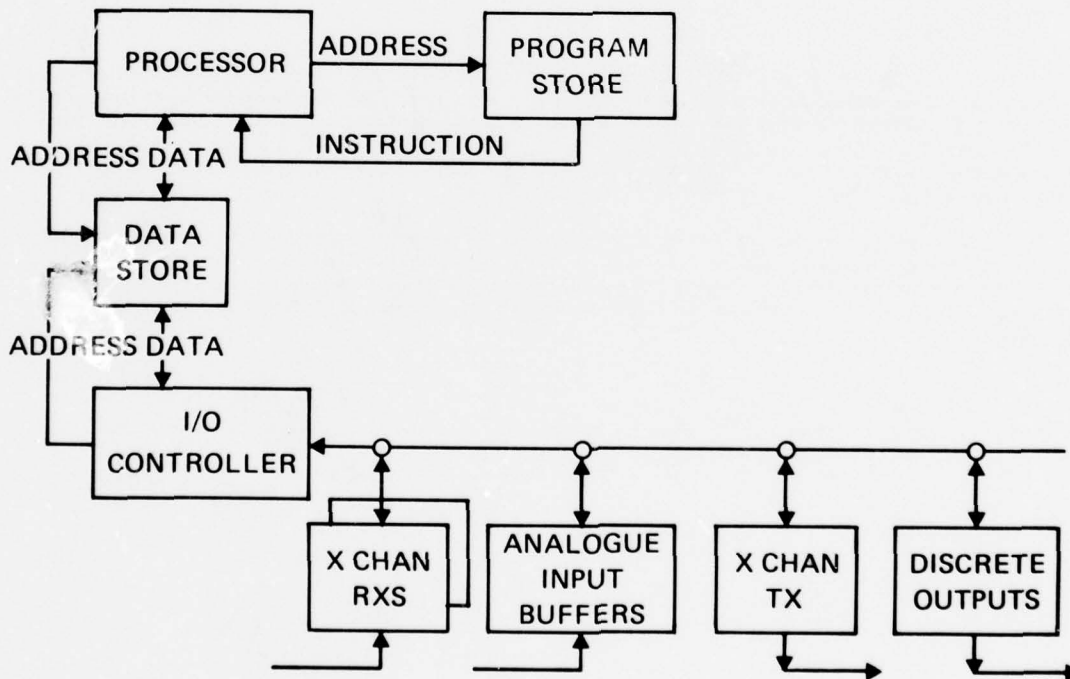 PROCESSOR
ADDRESS
PROGRAM
STORE
INSTRUCTION
ADDRESS DATA
DATA
STORE
ADDRESS DATA
I/O
CONTROLLER
X CHAN
RXS
ANALOGUE
INPUT
BUFFERS
X CHAN
TX
DISCRETE
OUTPUTS